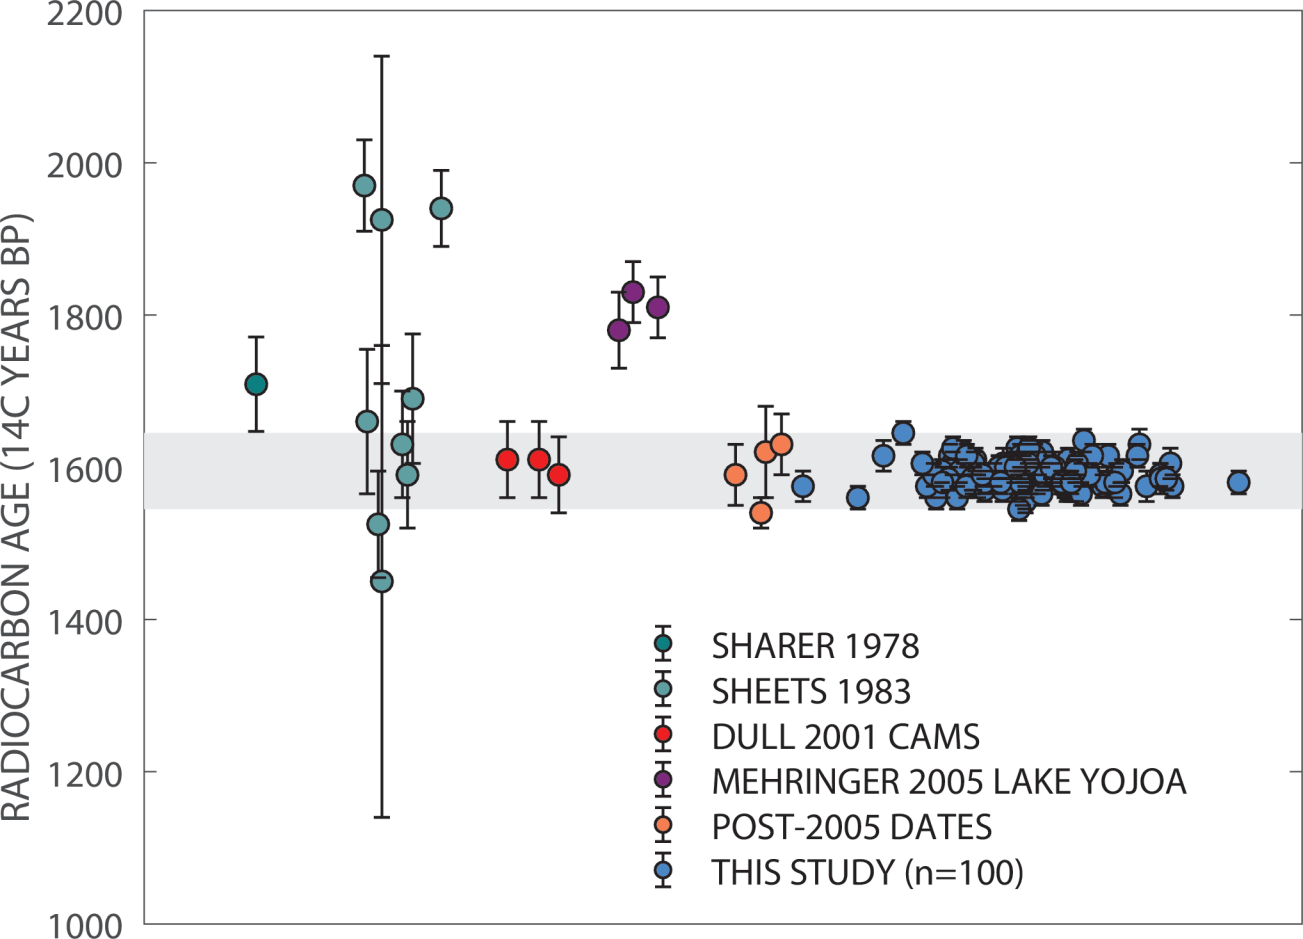 2200
2000
1800
1600
1400
1200
1000
RADIOCARBON AGE (14C YEARS BP)
SHARER 1978
SHEETS 1983
DULL 2001 CAMS
MEHRINGER 2005 LAKE YOJOA
POST-2005 DATES
THIS STUDY (n=100)